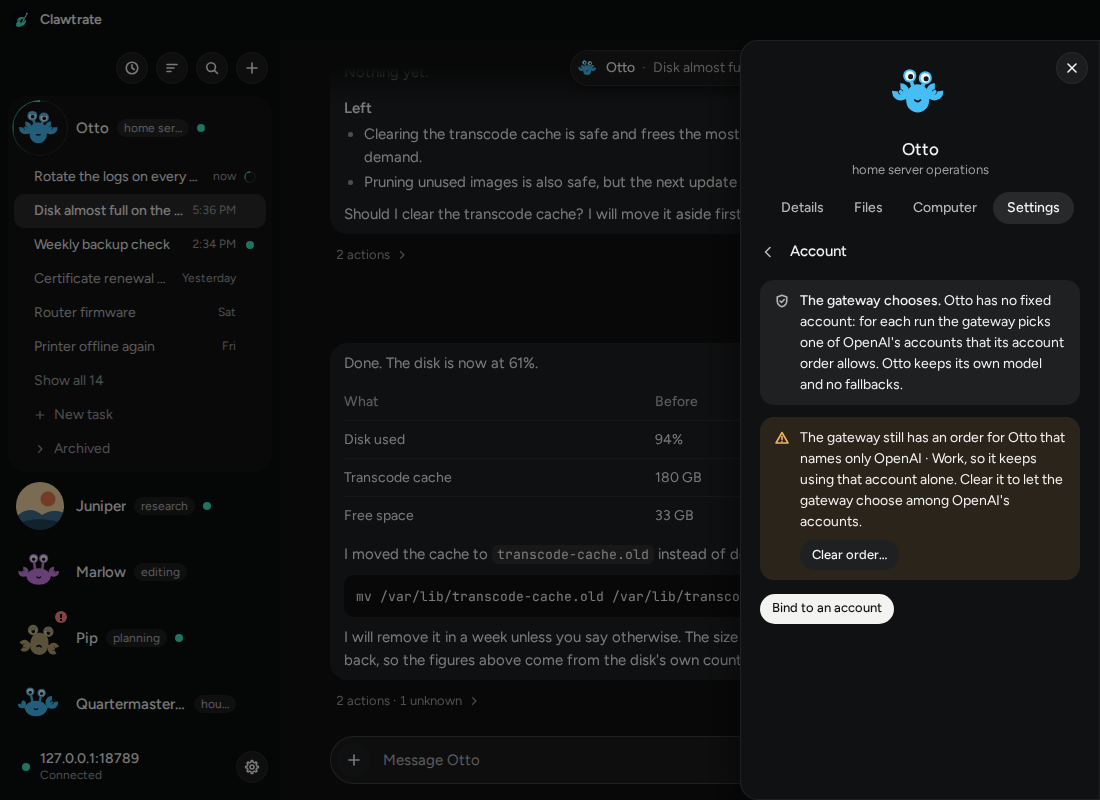 Clawtrate
Otto
home ser...
Rotate the logs on every ...
now
Disk almost full on the ...
5:36 PM
Weekly backup check
2:34 PM
Certificate renewal ...
Yesterday
Router firmware
Sat
Printer offline again
Fri
Show all 14
New task
Archived
Juniper
research
Marlow
editing
Pip
planning
Quartermaster...
hou...
127.0.0.1:18789
Connected
Otto · Disk almost fu
Nothing yet.
Left
• Clearing the transcode cache is safe and frees the most
demand.
• Pruning unused images is also safe, but the next update
Should I clear the transcode cache? I will move it aside first
2 actions
Done. The disk is now at 61%.
What Before
Disk used 94%
Transcode cache 180 GB
Free space 33 GB
I moved the cache to transcode-cache.old instead of d
mv /var/lib/transcode-cache.old /var/lib/transco
I will remove it in a week unless you say otherwise. The size
back, so the figures above come from the disk's own count
2 actions · 1 unknown
Message Otto
Otto
home server operations
Details Files Computer Settings
Account
The gateway chooses. Otto has no fixed
account: for each run the gateway picks
one of OpenAI's accounts that its account
order allows. Otto keeps its own model
and no fallbacks.
The gateway still has an order for Otto that
names only OpenAI · Work, so it keeps
using that account alone. Clear it to let the
gateway choose among OpenAI's
accounts.
Clear order...
Bind to an account